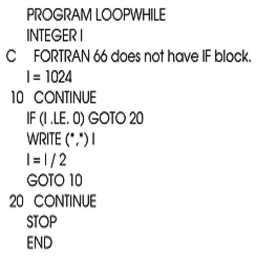 PROGRAM LOOPWHILE
INTEGER I
C FORTRAN 66 does not have IF block.
I = 1024
10 CONTINUE
IF (I .LE. 0) GOTO 20
WRITE (*,*) I
I = I / 2
GOTO 10
20 CONTINUE
STOP
END